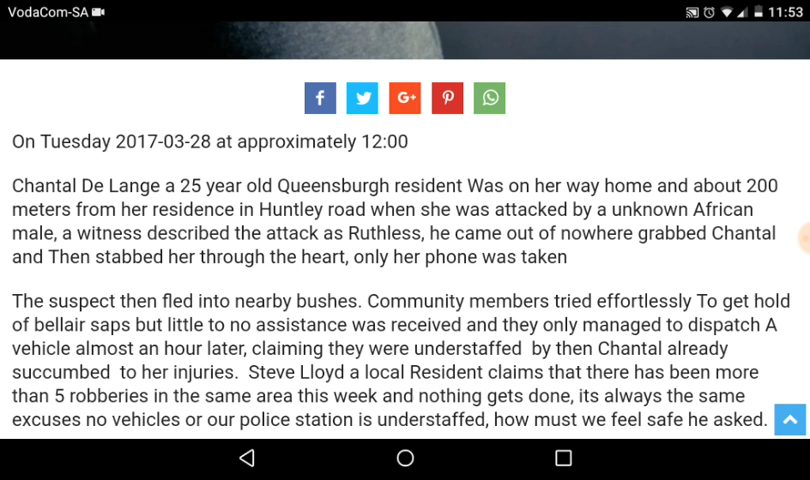 VodaCom-SA
11:53
f
G+
On Tuesday 2017-03-28 at approximately 12:00
Chantal De Lange a 25 year old Queensburgh resident Was on her way home and about 200
meters from her residence in Huntley road when she was attacked by a unknown African
male, a witness described the attack as Ruthless, he came out of nowhere grabbed Chantal
and Then stabbed her through the heart, only her phone was taken
The suspect then fled into nearby bushes. Community members tried effortlessly To get hold
of bellair saps but little to no assistance was received and they only managed to dispatch A
vehicle almost an hour later, claiming they were understaffed  by then Chantal already
succumbed  to her injuries.  Steve Lloyd a local Resident claims that there has been more
than 5 robberies in the same area this week and nothing gets done, its always the same
excuses no vehicles or our police station is understaffed, how must we feel safe he asked.